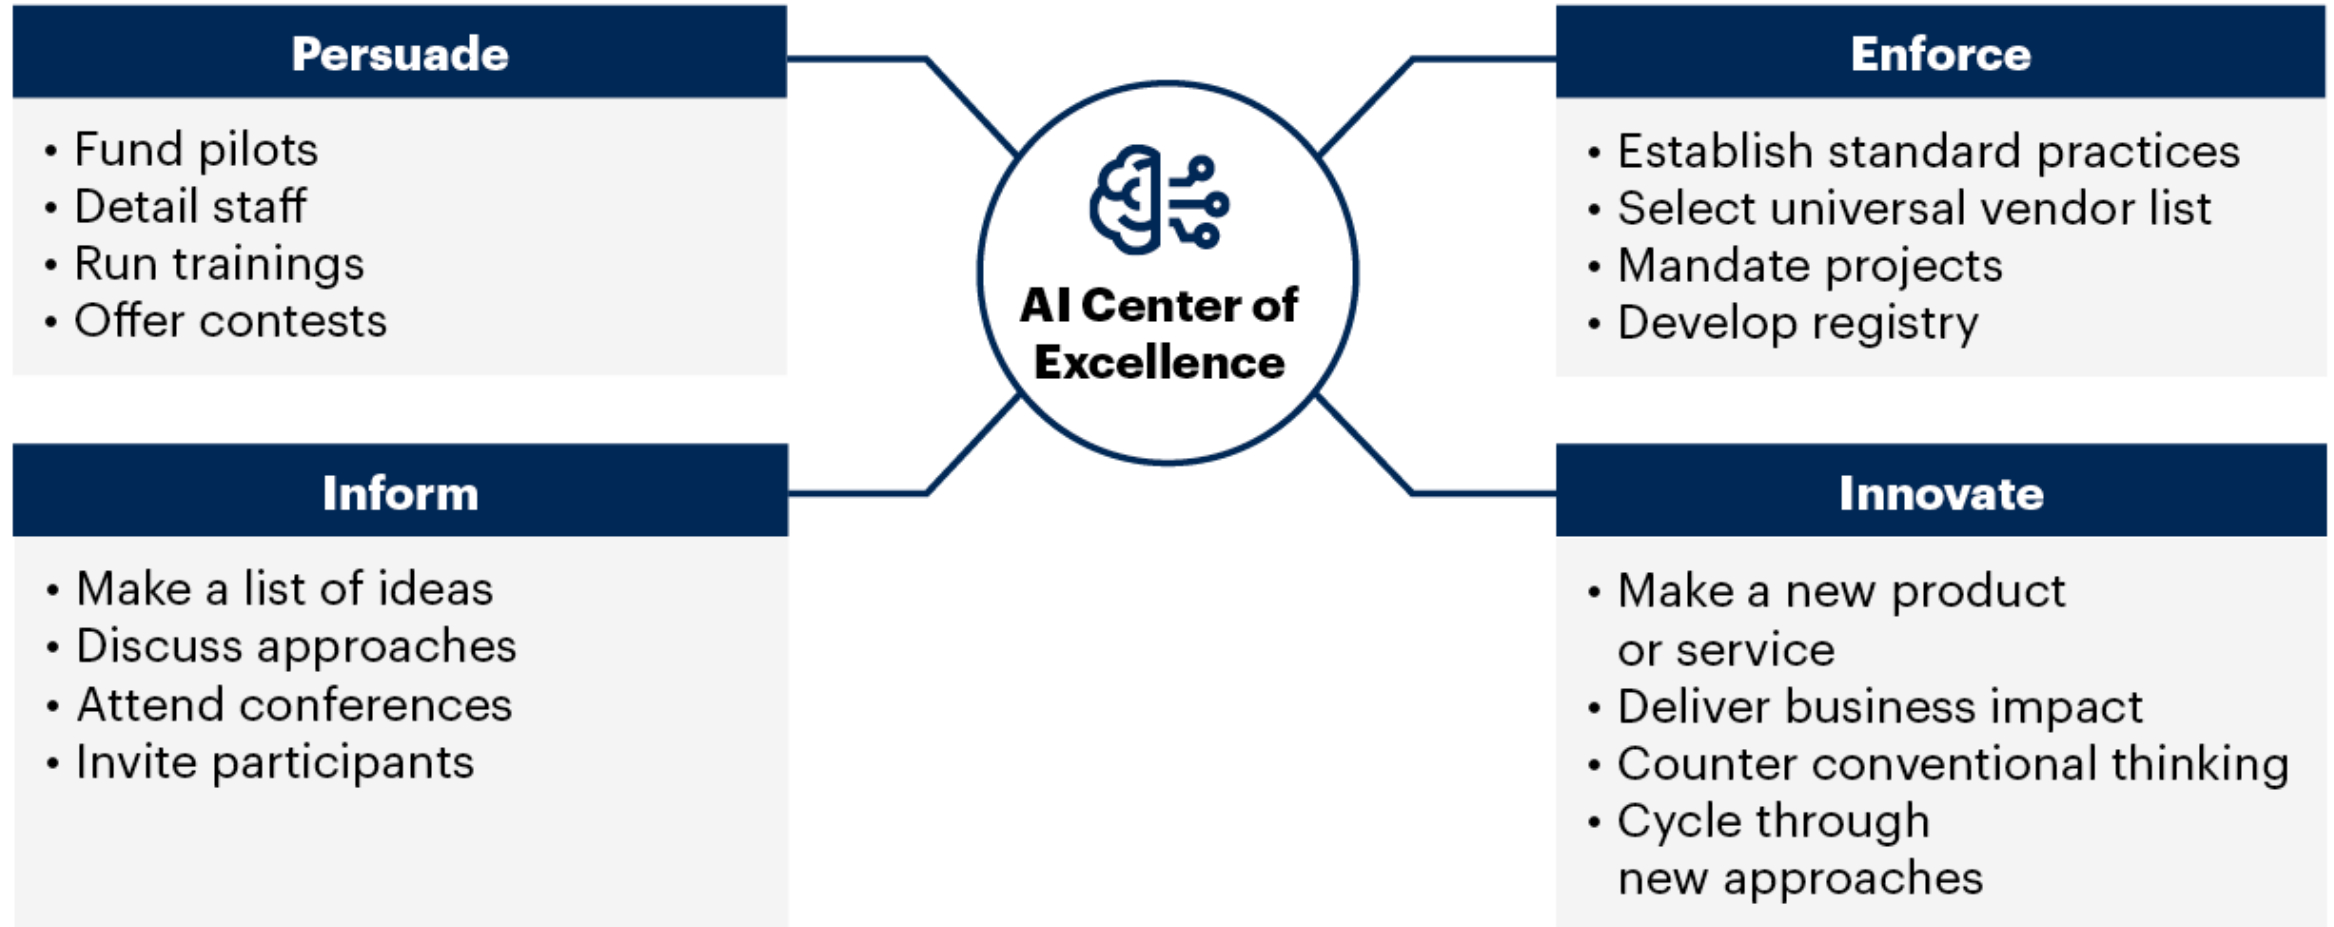 Persuade
• Fund pilots
• Detail staff
• Run trainings
• Offer contests
Enforce
• Establish standard practices
• Select universal vendor list
• Mandate projects
• Develop registry
AI Center of
Excellence
Inform
• Make a list of ideas
• Discuss approaches
• Attend conferences
• Invite participants
Innovate
• Make a new product
or service
• Deliver business impact
• Counter conventional thinking
• Cycle through
new approaches